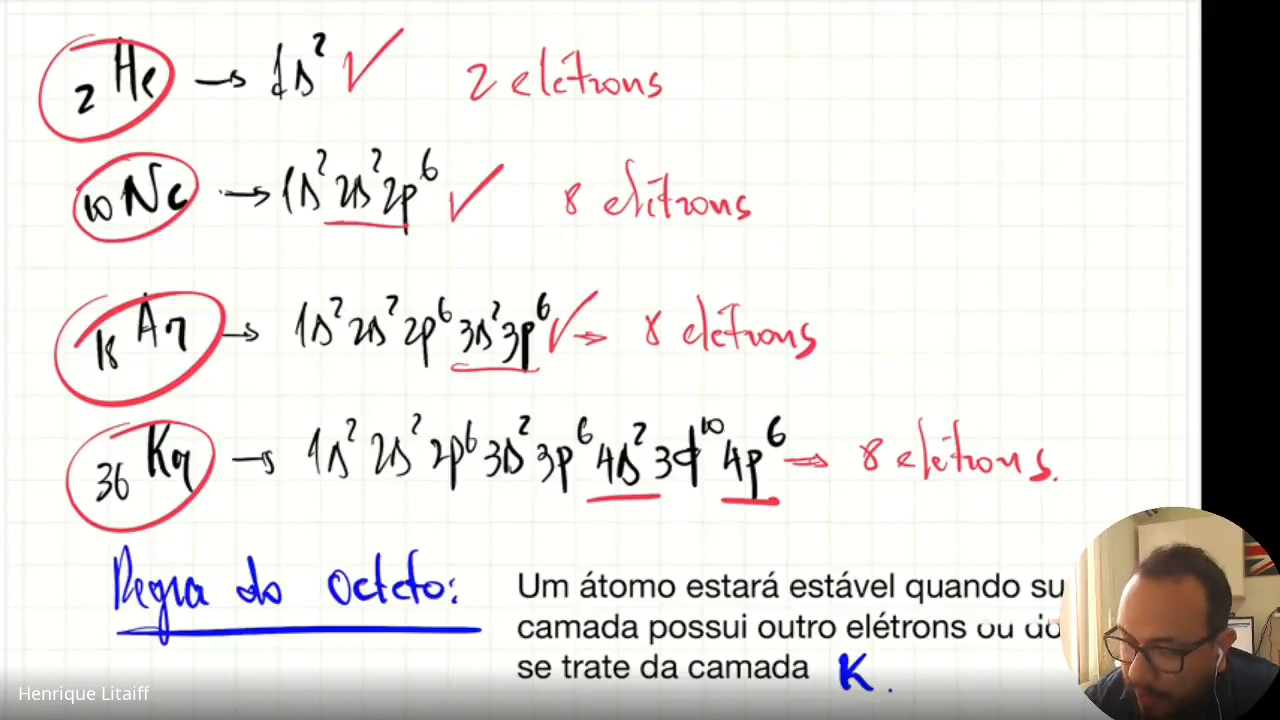 2He → 1s² ✓ 2 elétrons
10Ne → 1s² 2s² 2p⁶ ✓ 8 elétrons
18Ar → 1s² 2s² 2p⁶ 3s² 3p⁶ ✓→ 8 elétrons
36Kr → 1s² 2s² 2p⁶ 3s² 3p⁶ 4s² 3d¹⁰ 4p⁶ → 8 elétrons.
Regra do Octeto:
Um átomo estará estável quando su
camada possui outro elétrons ou do
se trate da camada K.
Henrique Litaiff